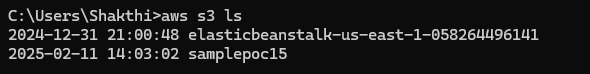 C:\Users\Shakthi>aws s3 ls
2024-12-31 21:00:48 elasticbeanstalk-us-east-1-058264496141
2025-02-11 14:03:02 samplepoc15